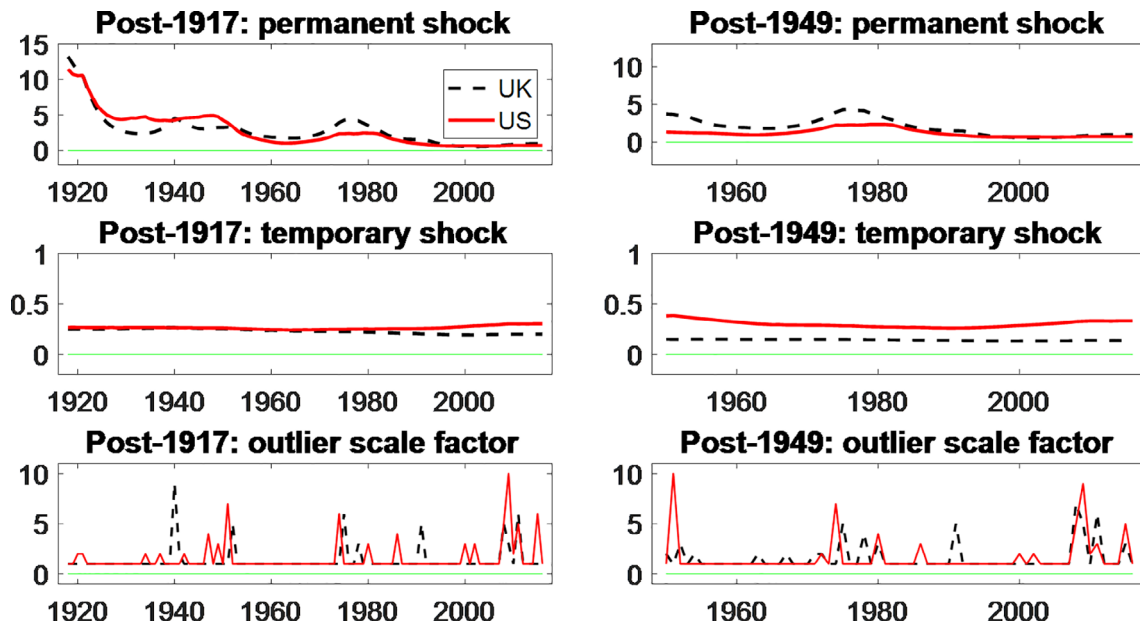 Post-1917: permanent shock
15
10
5
0
UK
US
1920 1940 1960 1980 2000
Post-1949: permanent shock
10
5
0
1960 1980 2000
Post-1917: temporary shock
1
0.5
0
1920 1940 1960 1980 2000
Post-1949: temporary shock
1
0.5
0
1960 1980 2000
Post-1917: outlier scale factor
10
5
0
1920 1940 1960 1980 2000
Post-1949: outlier scale factor
10
5
0
1960 1980 2000